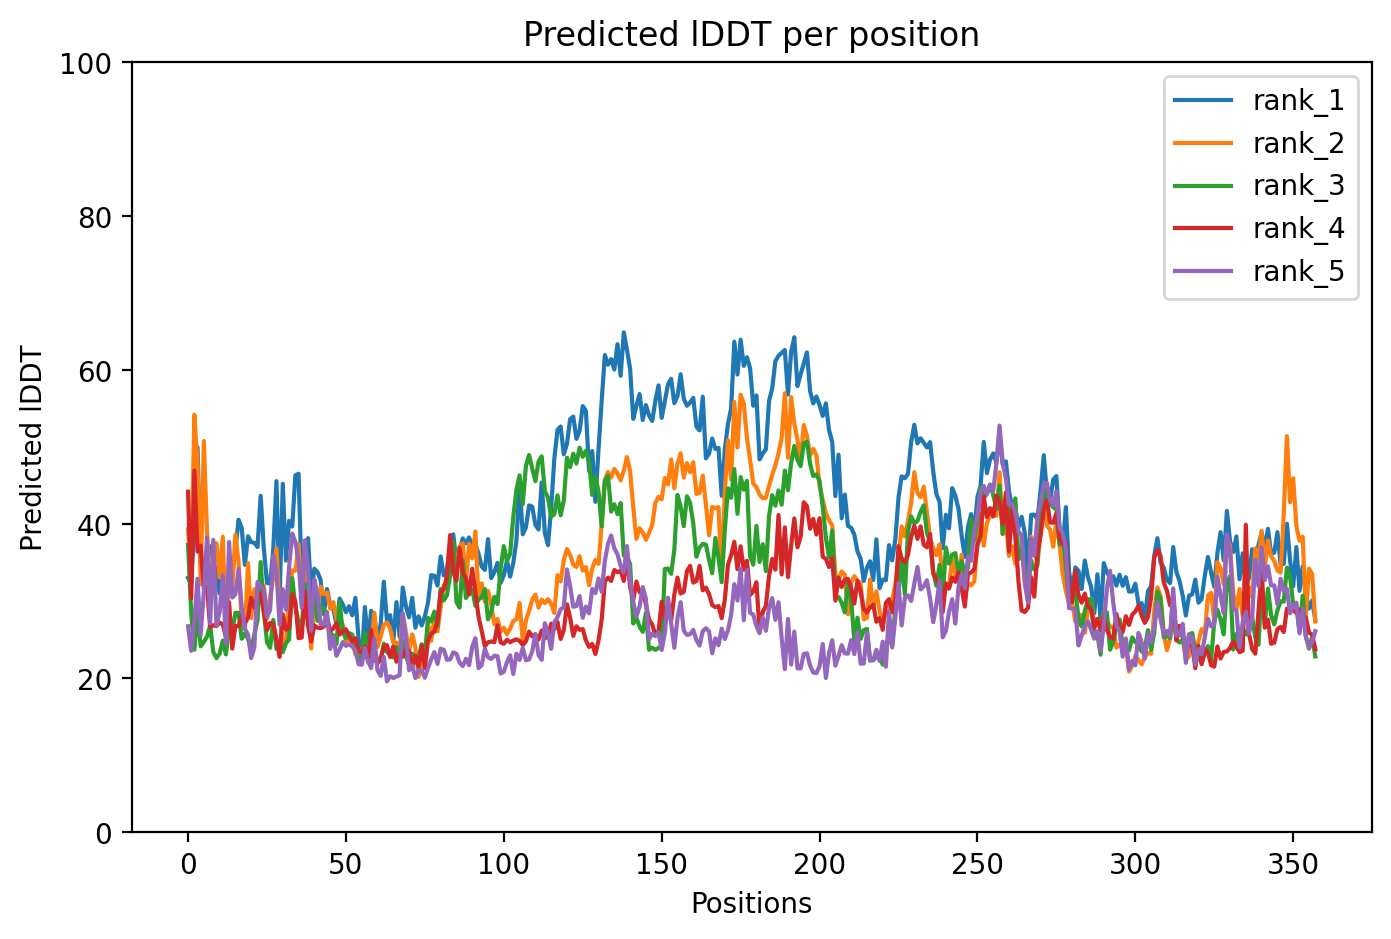 Predicted lDDT per position
100
80
60
40
20
0
Predicted lDDT
0 50 100 150 200 250 300 350
Positions
rank_1
rank_2
rank_3
rank_4
rank_5